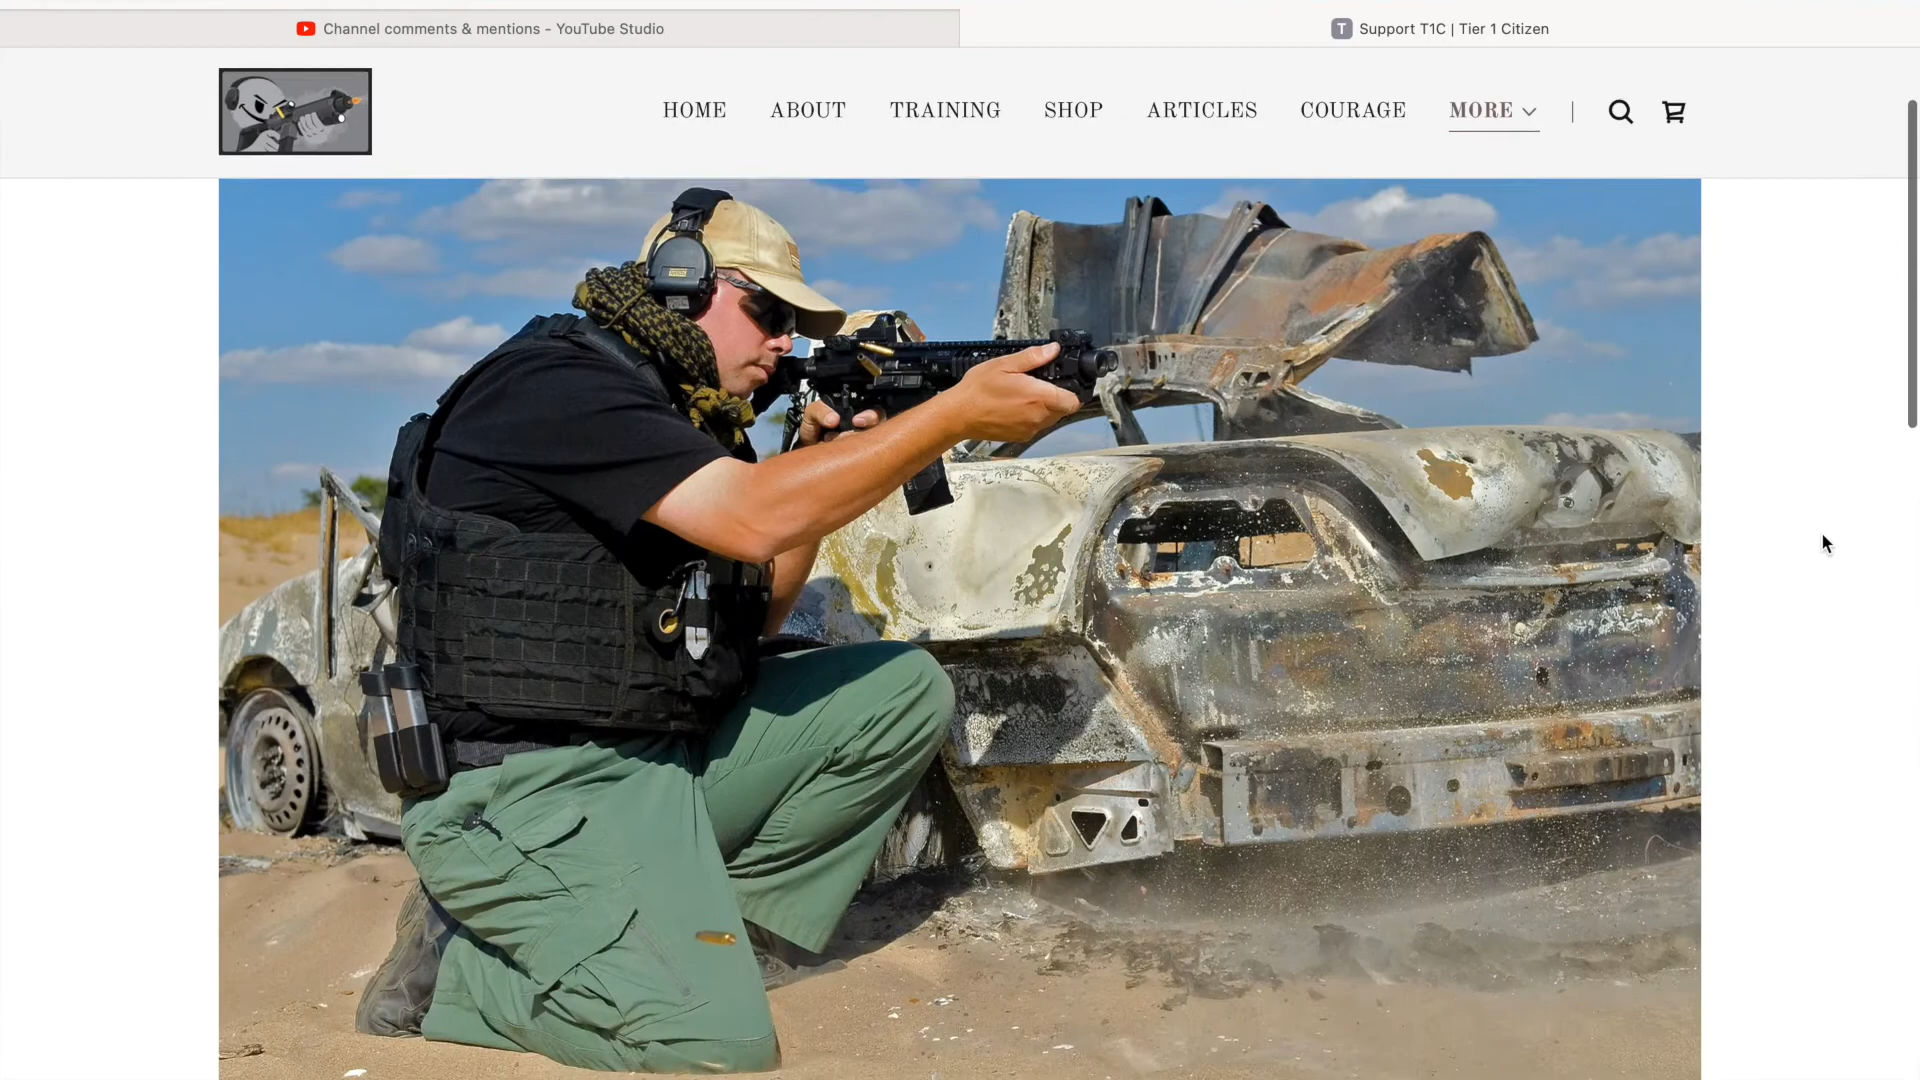 Channel comments & mentions - YouTube Studio
T Support T1C | Tier 1 Citizen
HOME ABOUT TRAINING SHOP ARTICLES COURAGE MORE